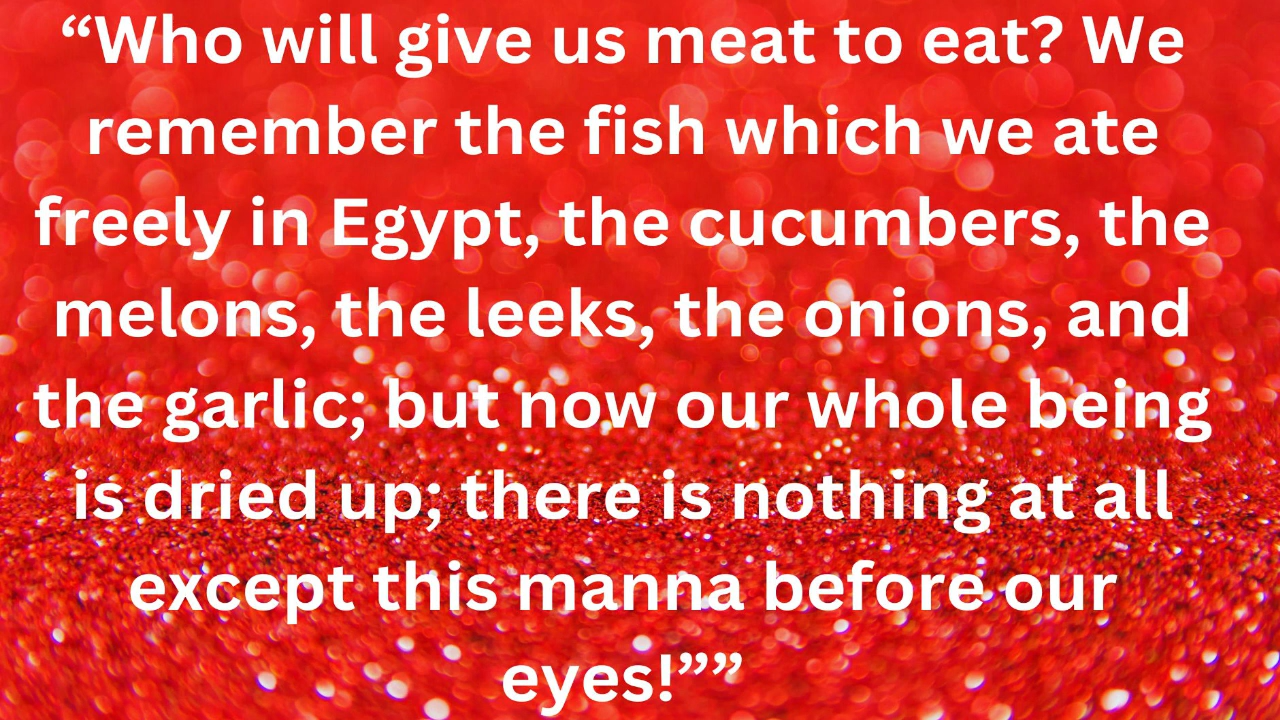 “Who will give us meat to eat? We
remember the fish which we ate
freely in Egypt, the cucumbers, the
melons, the leeks, the onions, and
the garlic; but now our whole being
is dried up; there is nothing at all
except this manna before our
eyes!””